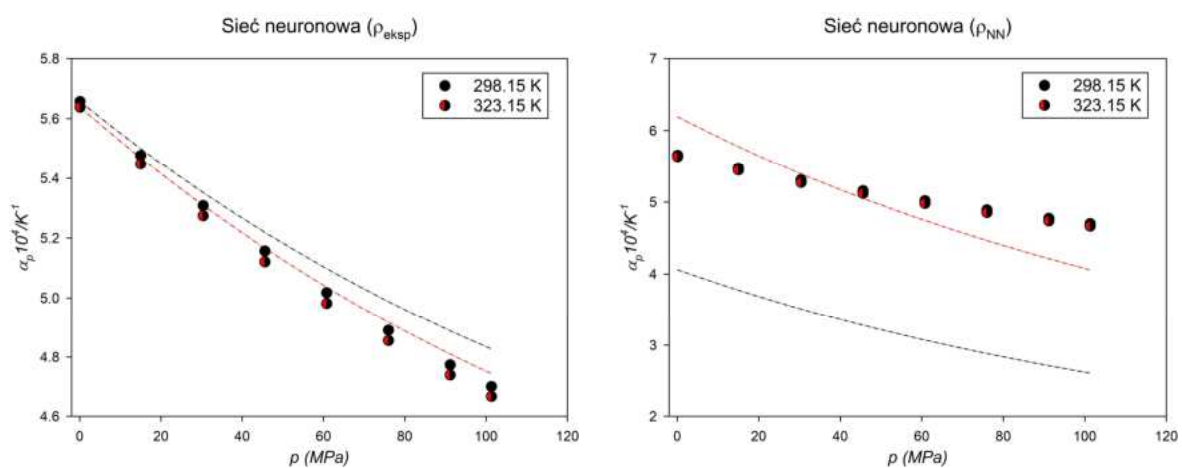 Sieć neuronowa (ρeksp)
5.8
5.6
5.4
5.2
5.0
4.8
4.6
αp10⁴/K⁻¹
298.15 K
323.15 K
0
20
40
60
80
100
120
p (MPa)
Sieć neuronowa (ρNN)
7
6
5
4
3
2
αp10⁴/K⁻¹
298.15 K
323.15 K
0
20
40
60
80
100
120
p (MPa)